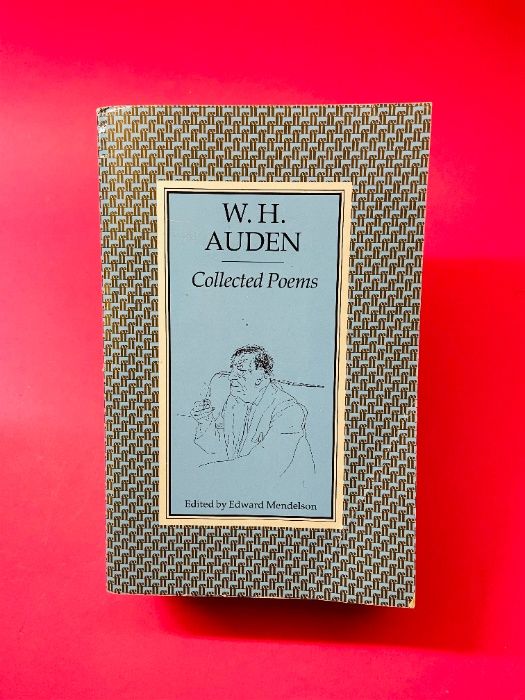 W. H.
AUDEN
Collected Poems
Edited by Edward Mendelson